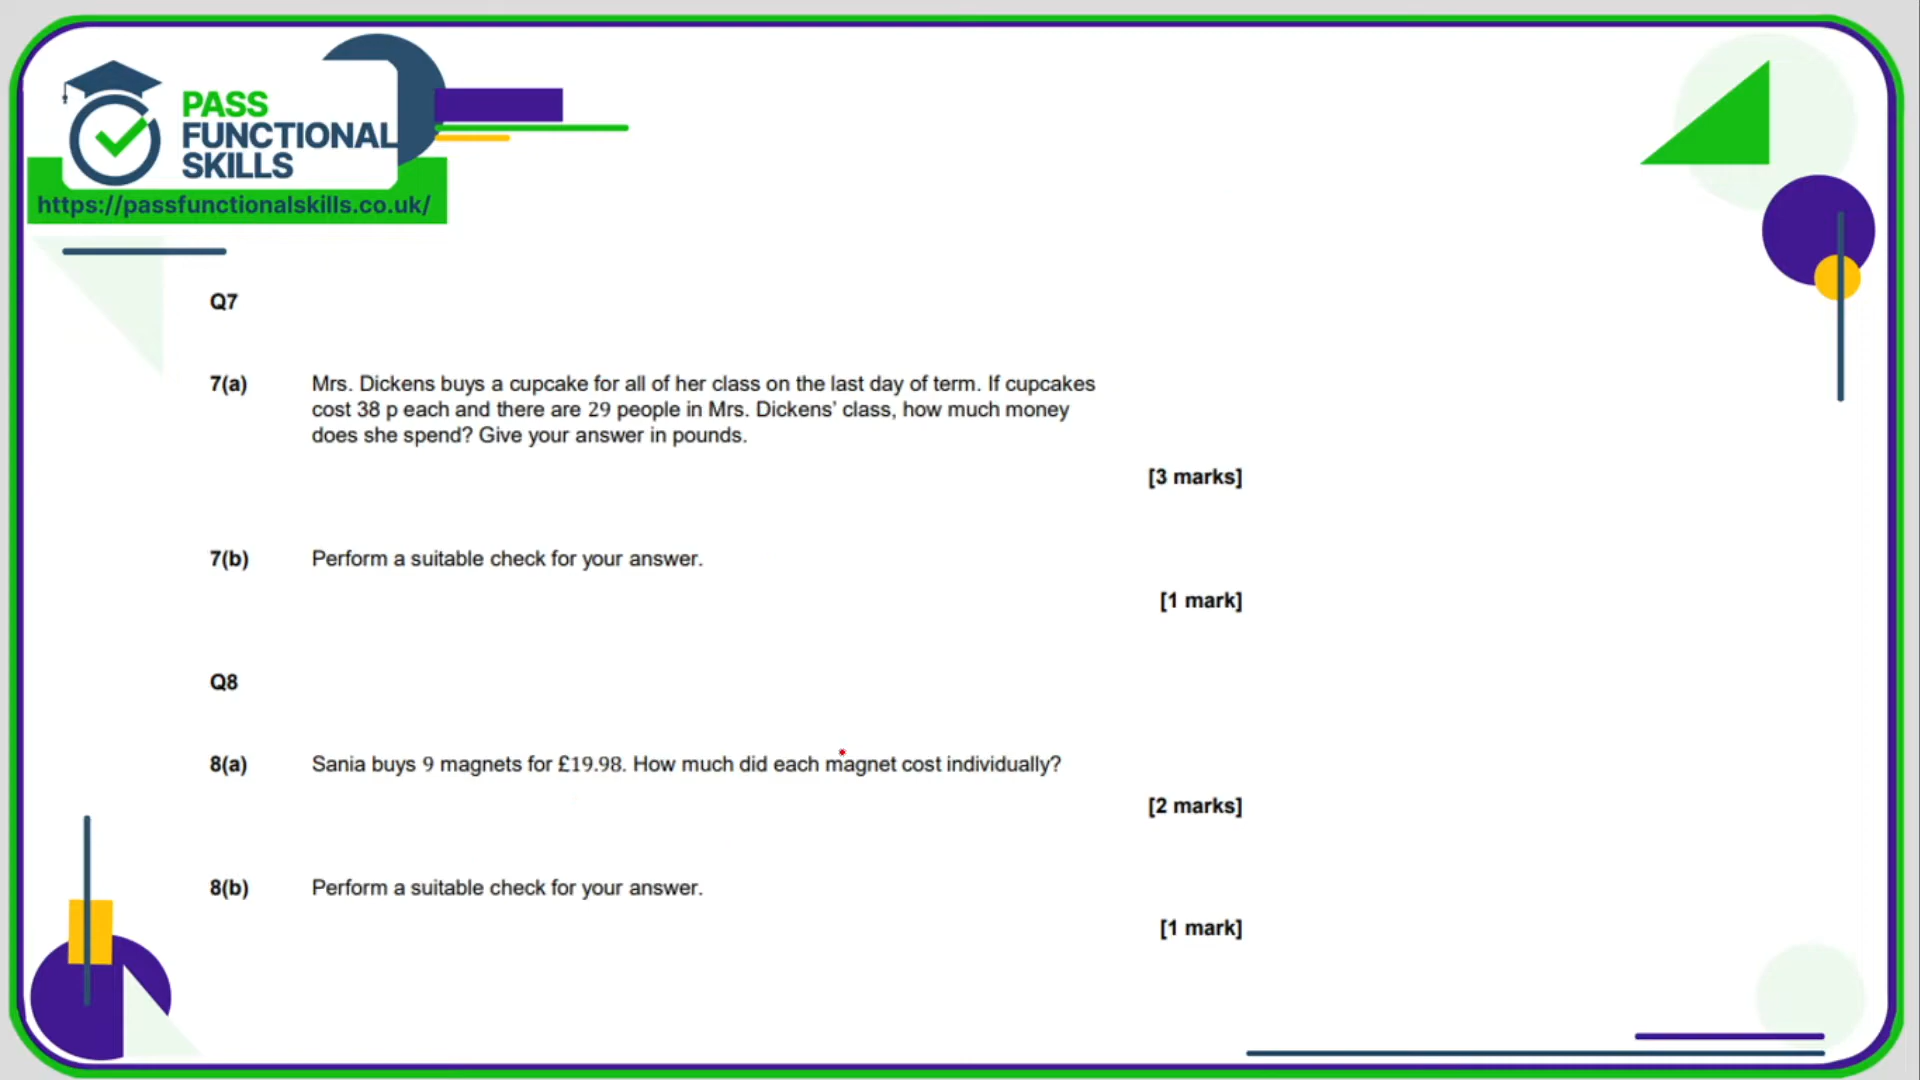 PASS
FUNCTIONAL
SKILLS
https://passfunctionalskills.co.uk/
Q7
7(a) Mrs. Dickens buys a cupcake for all of her class on the last day of term. If cupcakes
cost 38 p each and there are 29 people in Mrs. Dickens’ class, how much money
does she spend? Give your answer in pounds.
[3 marks]
7(b) Perform a suitable check for your answer.
[1 mark]
Q8
8(a) Sania buys 9 magnets for £19.98. How much did each magnet cost individually?
[2 marks]
8(b) Perform a suitable check for your answer.
[1 mark]